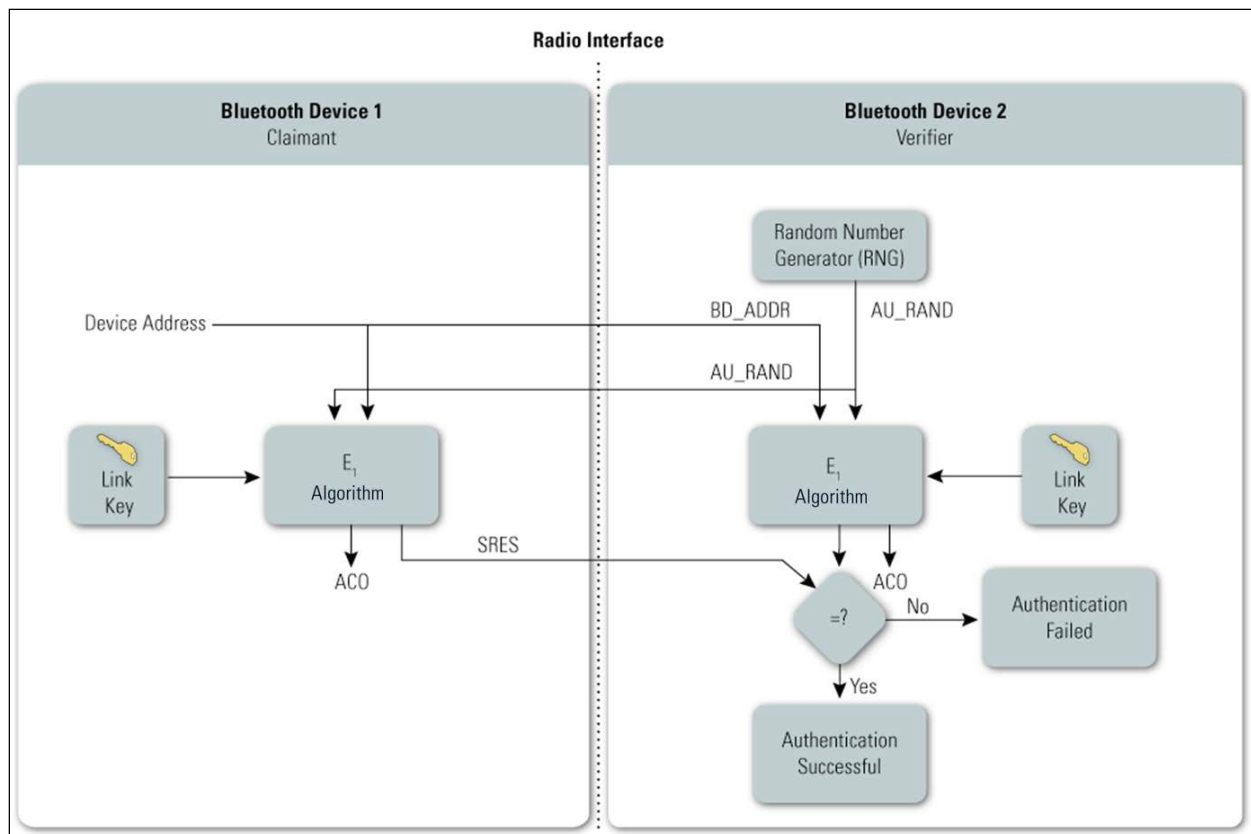 Radio Interface
Bluetooth Device 1
Claimant
Bluetooth Device 2
Verifier
Random Number
Generator (RNG)
Device Address
BD_ADDR
AU_RAND
AU_RAND
Link
Key
E1
Algorithm
E1
Algorithm
Link
Key
SRES
ACO
ACO
=?
No
Authentication
Failed
Yes
Authentication
Successful